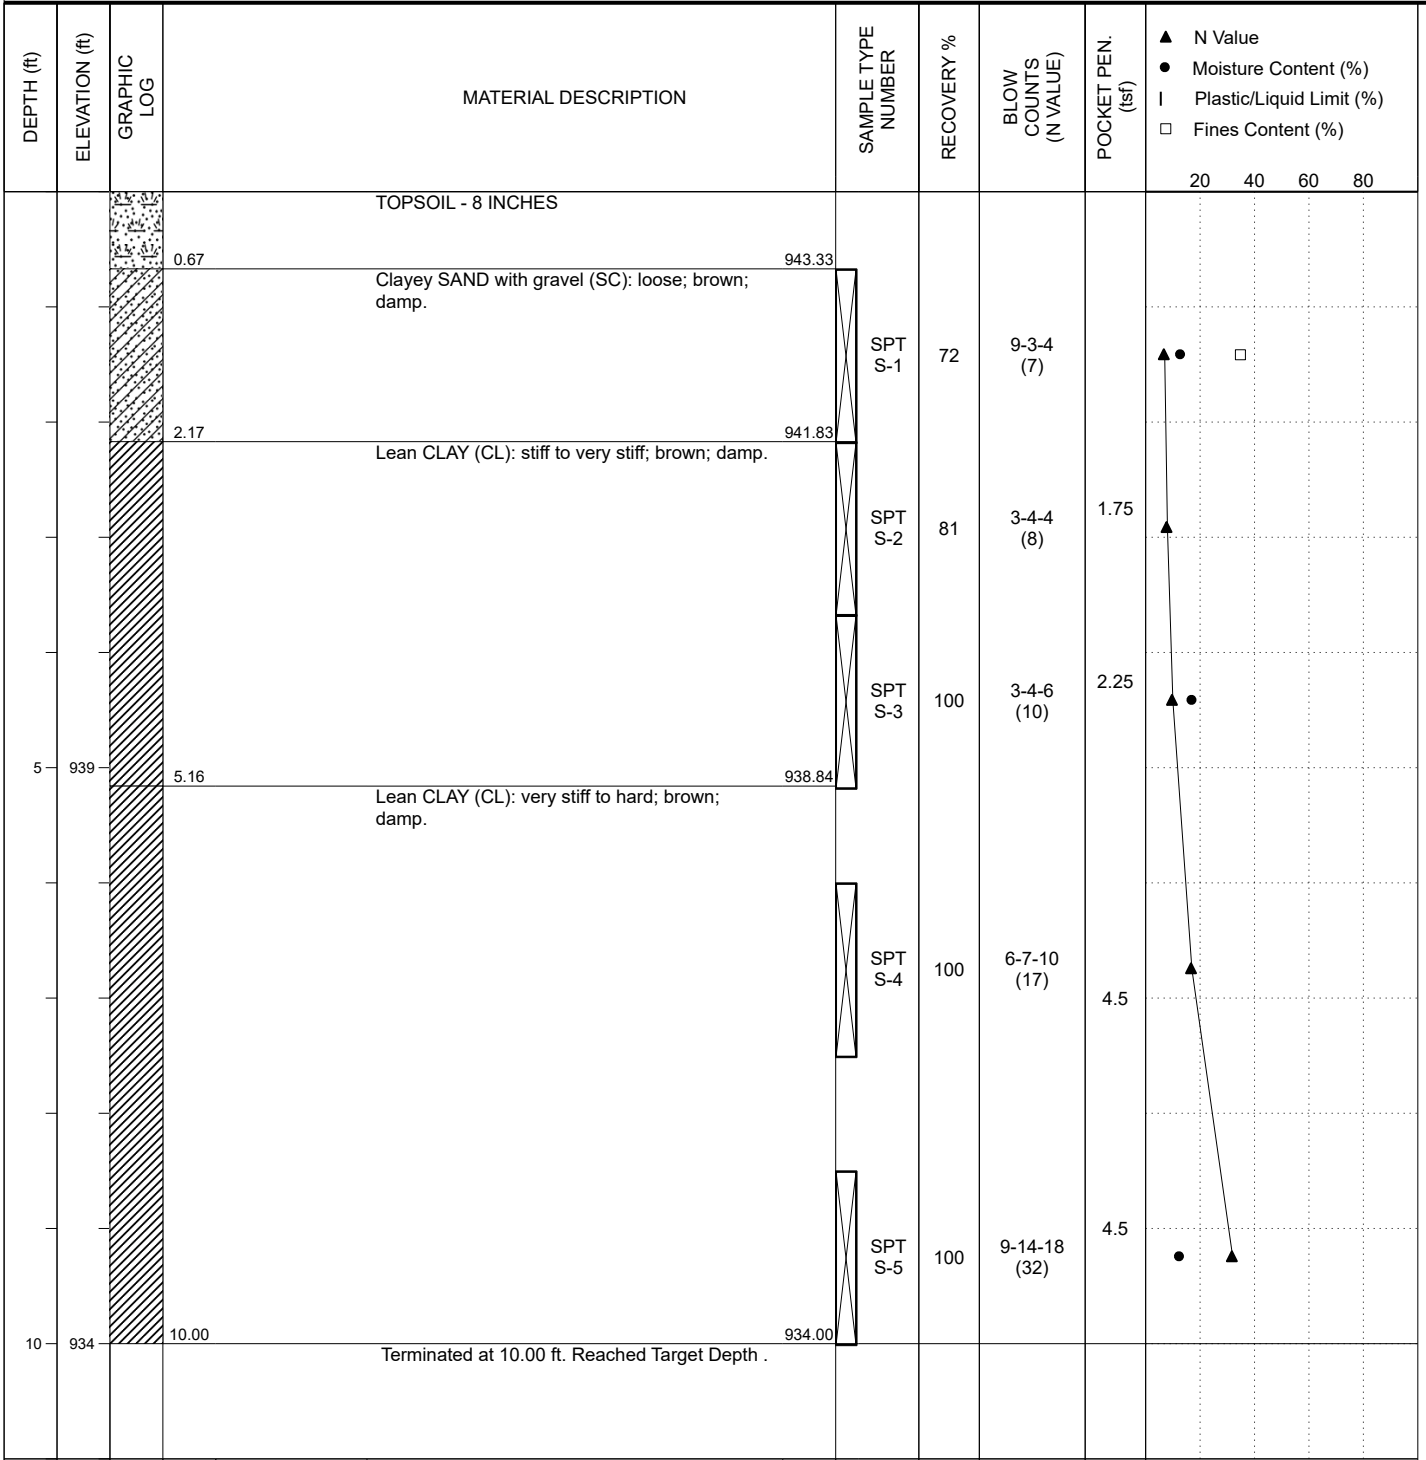 DEPTH (ft)
ELEVATION (ft)
GRAPHIC
LOG
MATERIAL DESCRIPTION
SAMPLE TYPE
NUMBER
RECOVERY %
BLOW
COUNTS
(N VALUE)
POCKET PEN.
(tsf)
N Value
Moisture Content (%)
Plastic/Liquid Limit (%)
Fines Content (%)
20 40 60 80
TOPSOIL - 8 INCHES
0.67 943.33
Clayey SAND with gravel (SC): loose; brown;
damp.
SPT
S-1
72
9-3-4
(7)
2.17 941.83
Lean CLAY (CL): stiff to very stiff; brown; damp.
SPT
S-2
81
3-4-4
(8)
1.75
SPT
S-3
100
3-4-6
(10)
2.25
5 939
5.16 938.84
Lean CLAY (CL): very stiff to hard; brown;
damp.
SPT
S-4
100
6-7-10
(17)
4.5
SPT
S-5
100
9-14-18
(32)
4.5
10 934
10.00 934.00
Terminated at 10.00 ft. Reached Target Depth .